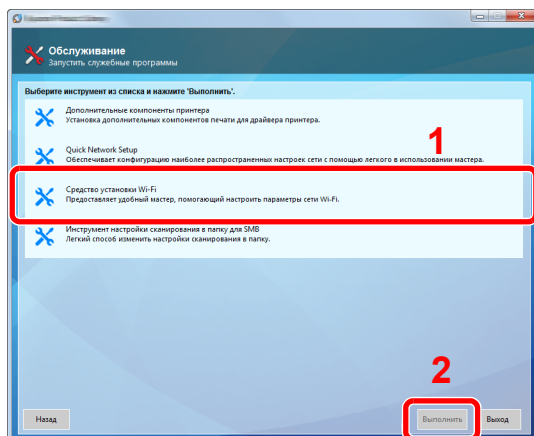 Обслуживание
Запустить служебные программы
Выберите инструмент из списка и нажмите 'Выполнить'.
Дополнительные компоненты принтера
Установка дополнительных компонентов печати для драйвера принтера.
1
Quick Network Setup
Обеспечивает конфигурацию наиболее распространенных настроек сети с помощью легкого в использовании мастера.
Средство установки Wi-Fi
Предоставляет удобный мастер, помогающий настроить параметры сети Wi-Fi.
Инструмент настройки сканирования в папку для SMB
Легкий способ изменить настройки сканирования в папку.
2
Назад
Выполнить
Выход